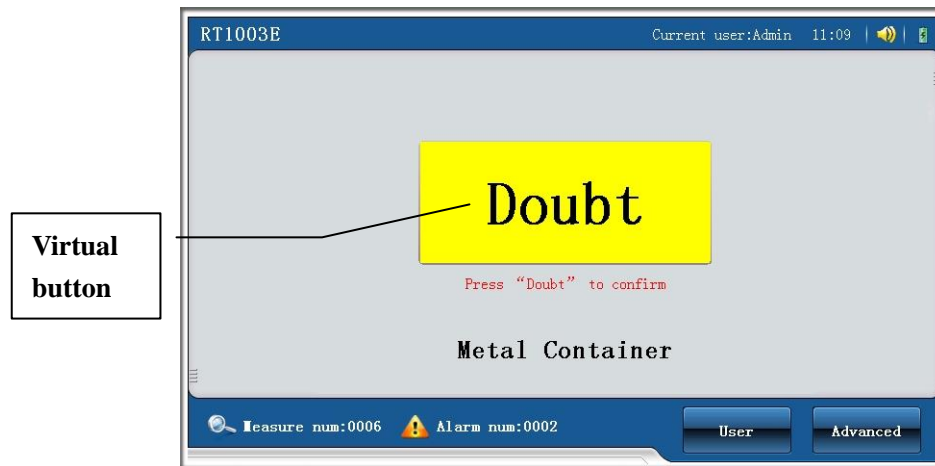 RT1003E
Current user:Admin 11:09
Doubt
Virtual
button
Press “Doubt” to confirm
Metal Container
Measure num:0006 Alarm num:0002
User Advanced